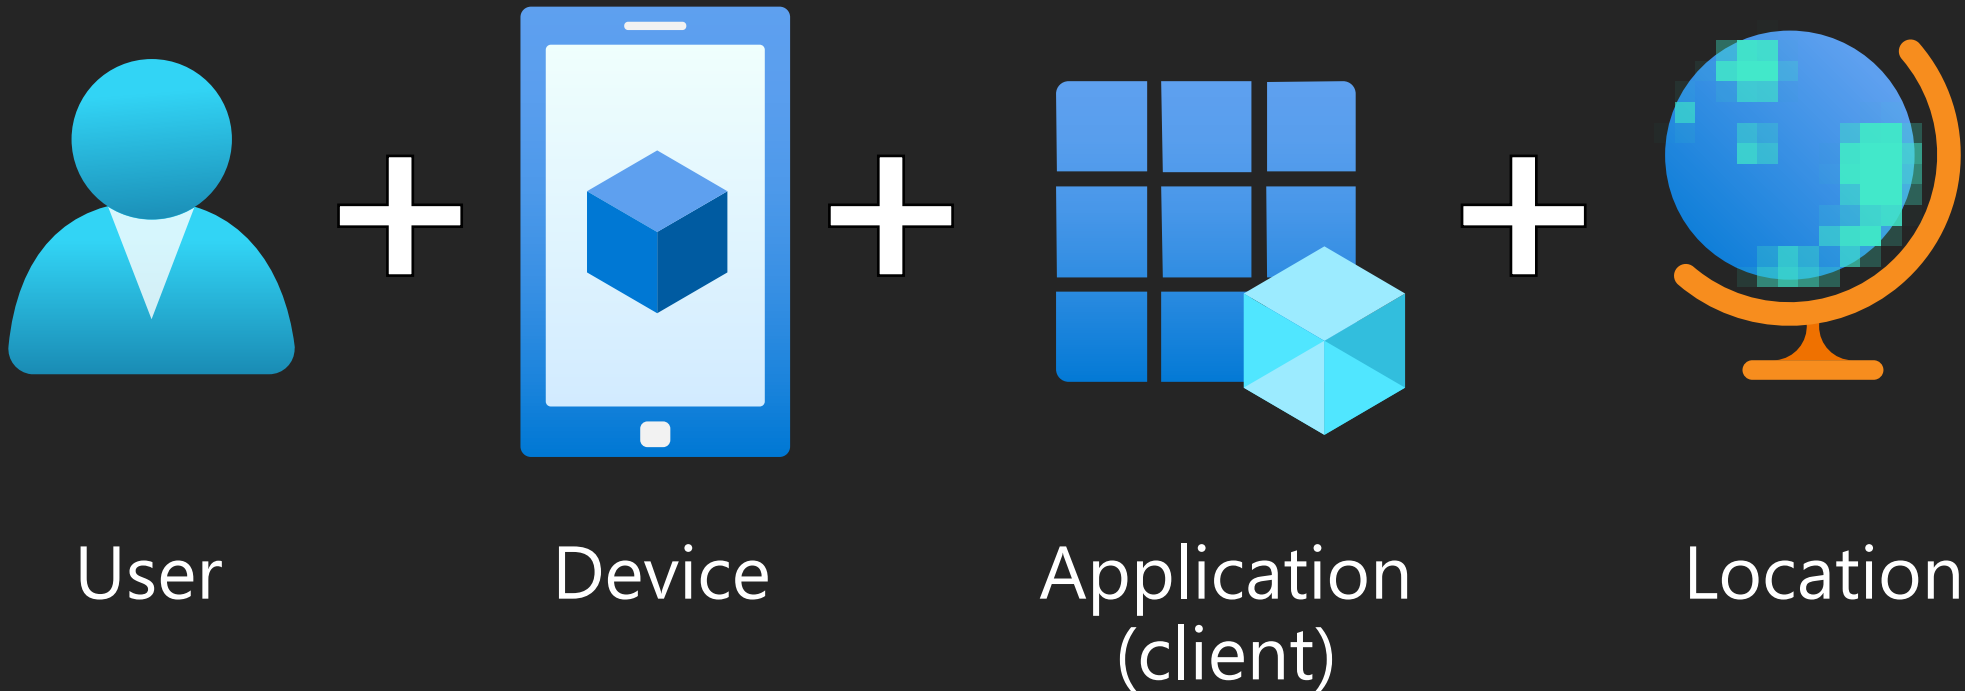 User
Device
Application
(client)
Location